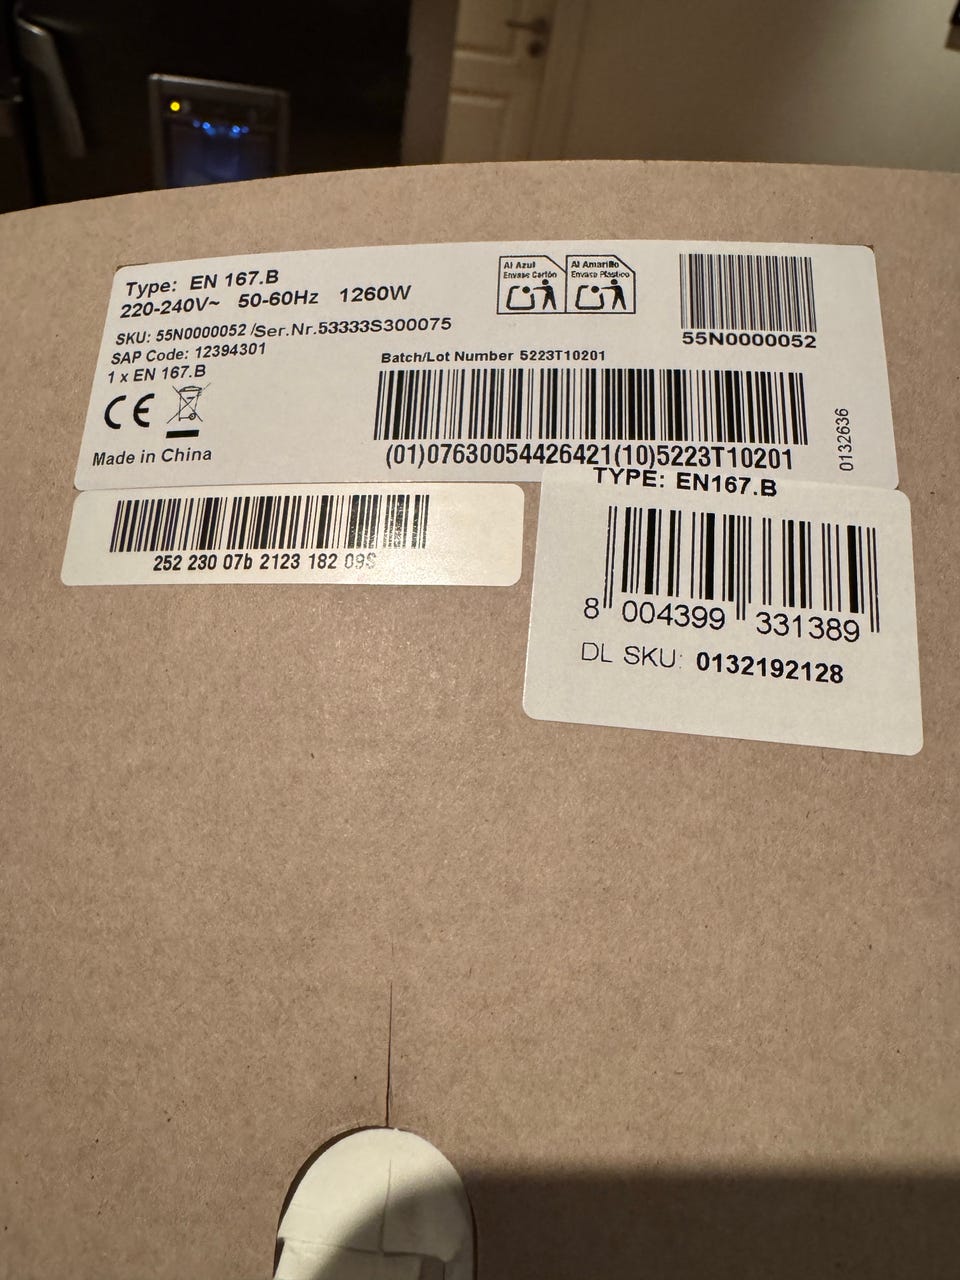 Type: EN 167.B
220-240V~ 50-60Hz 1260W
SKU: 55N0000052 /Ser.Nr.53333S300075
SAP Code: 12394301
1 x EN 167.B
CE
Made in China
Al Azul
Envase Cartón
Al Amarillo
Envase Plástico
55N0000052
Batch/Lot Number 5223T10201
(01)07630054426421(10)5223T10201
0132636
252 230 07b 2123 182 09S
TYPE: EN167.B
8 004399 331389
DL SKU: 0132192128